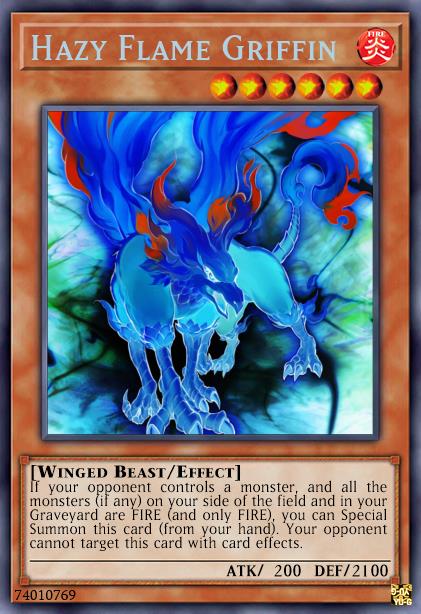 HAZY FLAME GRIFFIN
FIRE
炎
[WINGED BEAST/EFFECT]
If your opponent controls a monster, and all the
monsters (if any) on your side of the field and in your
Graveyard are FIRE (and only FIRE), you can Special
Summon this card (from your hand). Your opponent
cannot target this card with card effects.
ATK/ 200 DEF/2100
74010769